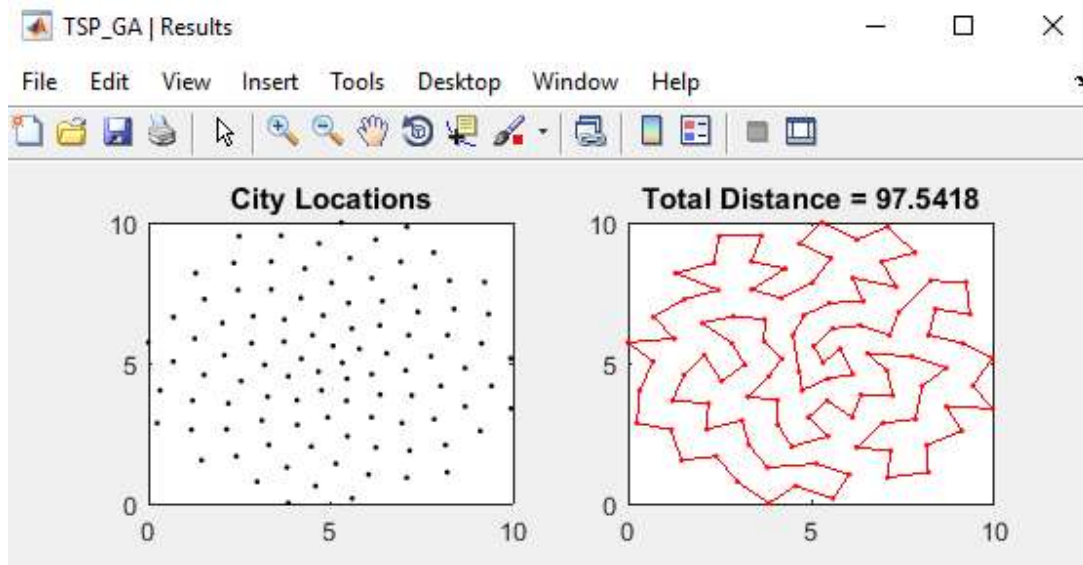 TSP_GA | Results
File Edit View Insert Tools Desktop Window Help
City Locations
10
5
0
0 5 10
Total Distance = 97.5418
10
5
0
0 5 10